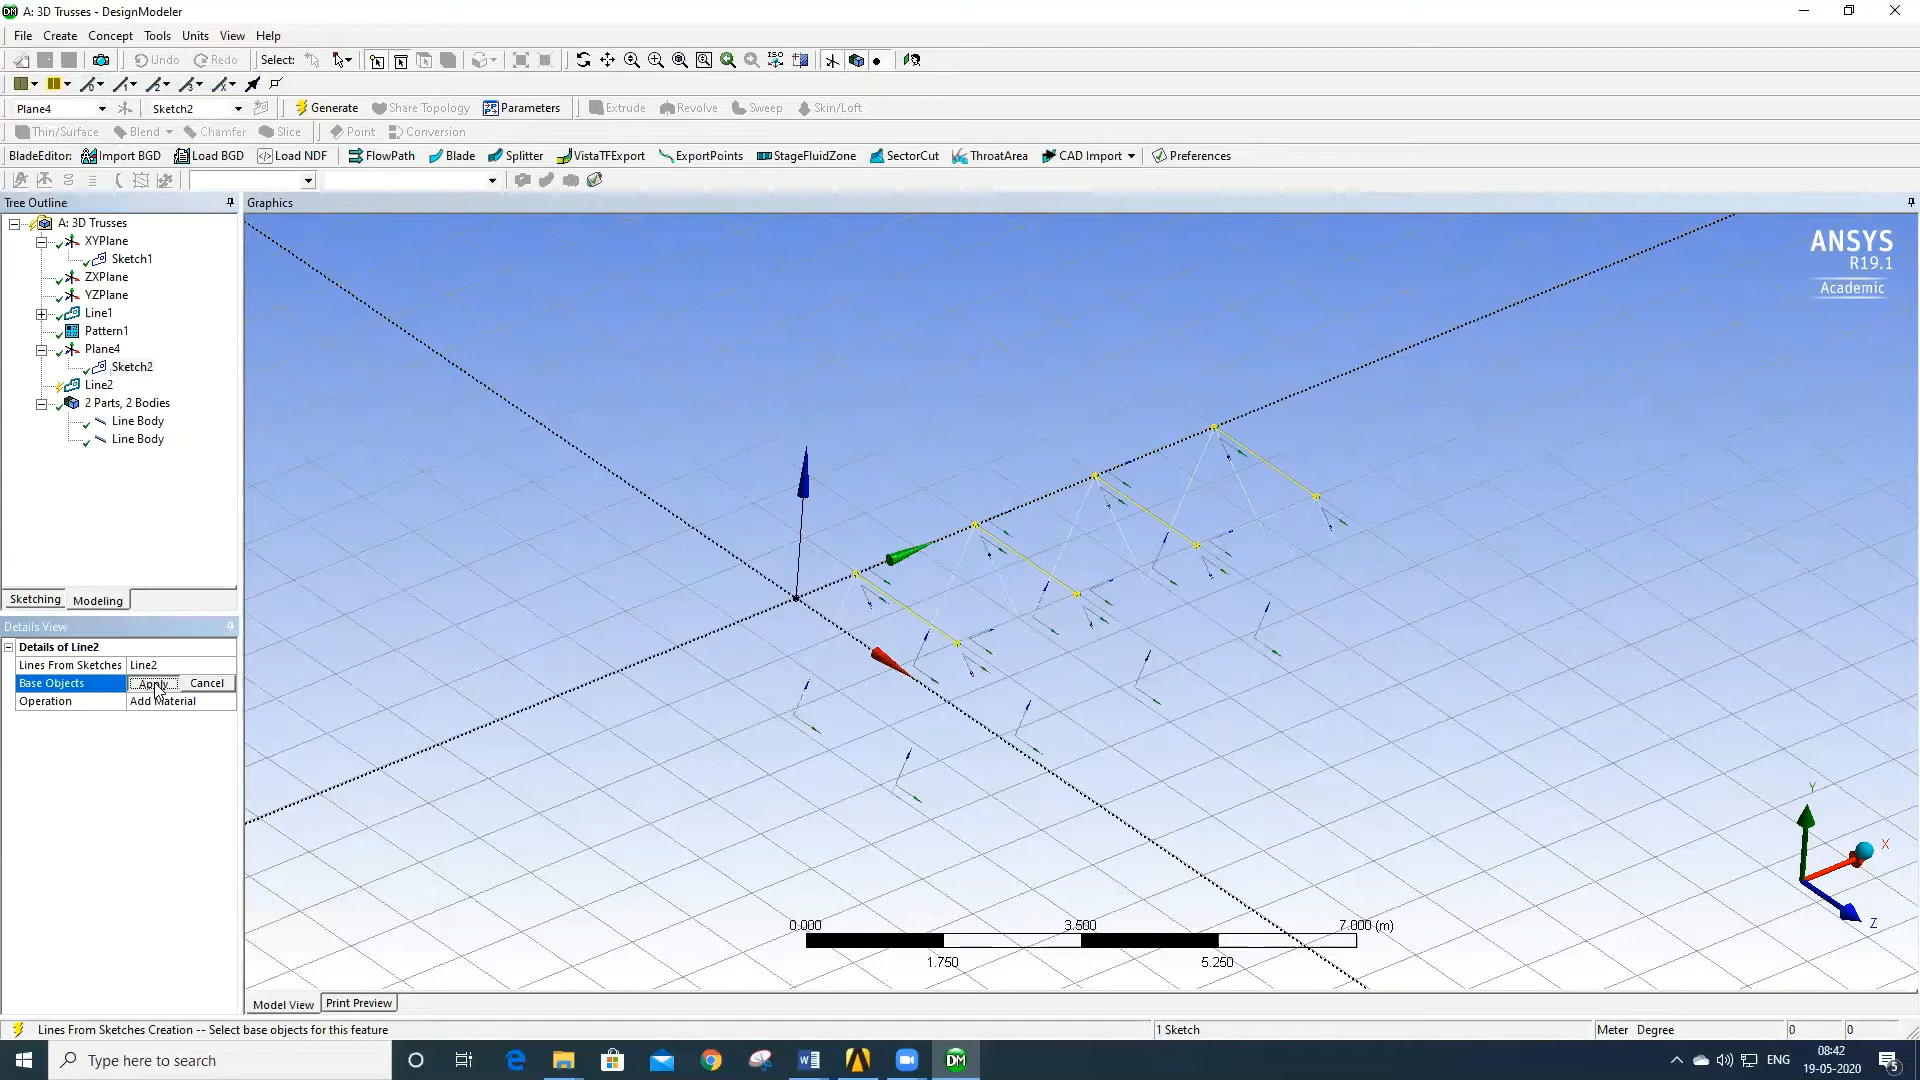 A: 3D Trusses - DesignModeler
File Create Concept Tools Units View Help
Undo Redo Select: ISO
Plane4 Sketch2 Generate Share Topology Parameters Extrude Revolve Sweep Skin/Loft
Thin/Surface Blend Chamfer Slice Point Conversion
BladeEditor: Import BGD Load BGD Load NDF FlowPath Blade Splitter VistaTFExport ExportPoints StageFluidZone SectorCut ThroatArea CAD Import Preferences
Tree Outline
Graphics
A: 3D Trusses
XYPlane
Sketch1
ZXPlane
YZPlane
Line1
Pattern1
Plane4
Sketch2
Line2
2 Parts, 2 Bodies
Line Body
Line Body
Sketching Modeling
Details View
Details of Line2
Lines From Sketches Line2
Base Objects Apply Cancel
Operation Add Material
ANSYS
R19.1
Academic
Y
X
Z
0.000 3.500 7.000 (m)
1.750 5.250
Model View Print Preview
Lines From Sketches Creation -- Select base objects for this feature
1 Sketch
Meter Degree 0 0
Type here to search
DM
ENG
08:42
19-05-2020
5